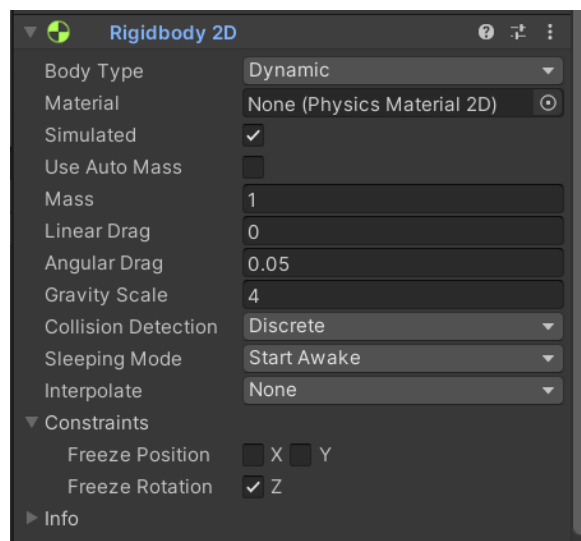 Rigidbody 2D
Body Type Dynamic
Material None (Physics Material 2D)
Simulated
Use Auto Mass
Mass 1
Linear Drag 0
Angular Drag 0.05
Gravity Scale 4
Collision Detection Discrete
Sleeping Mode Start Awake
Interpolate None
Constraints
Freeze Position X Y
Freeze Rotation Z
Info